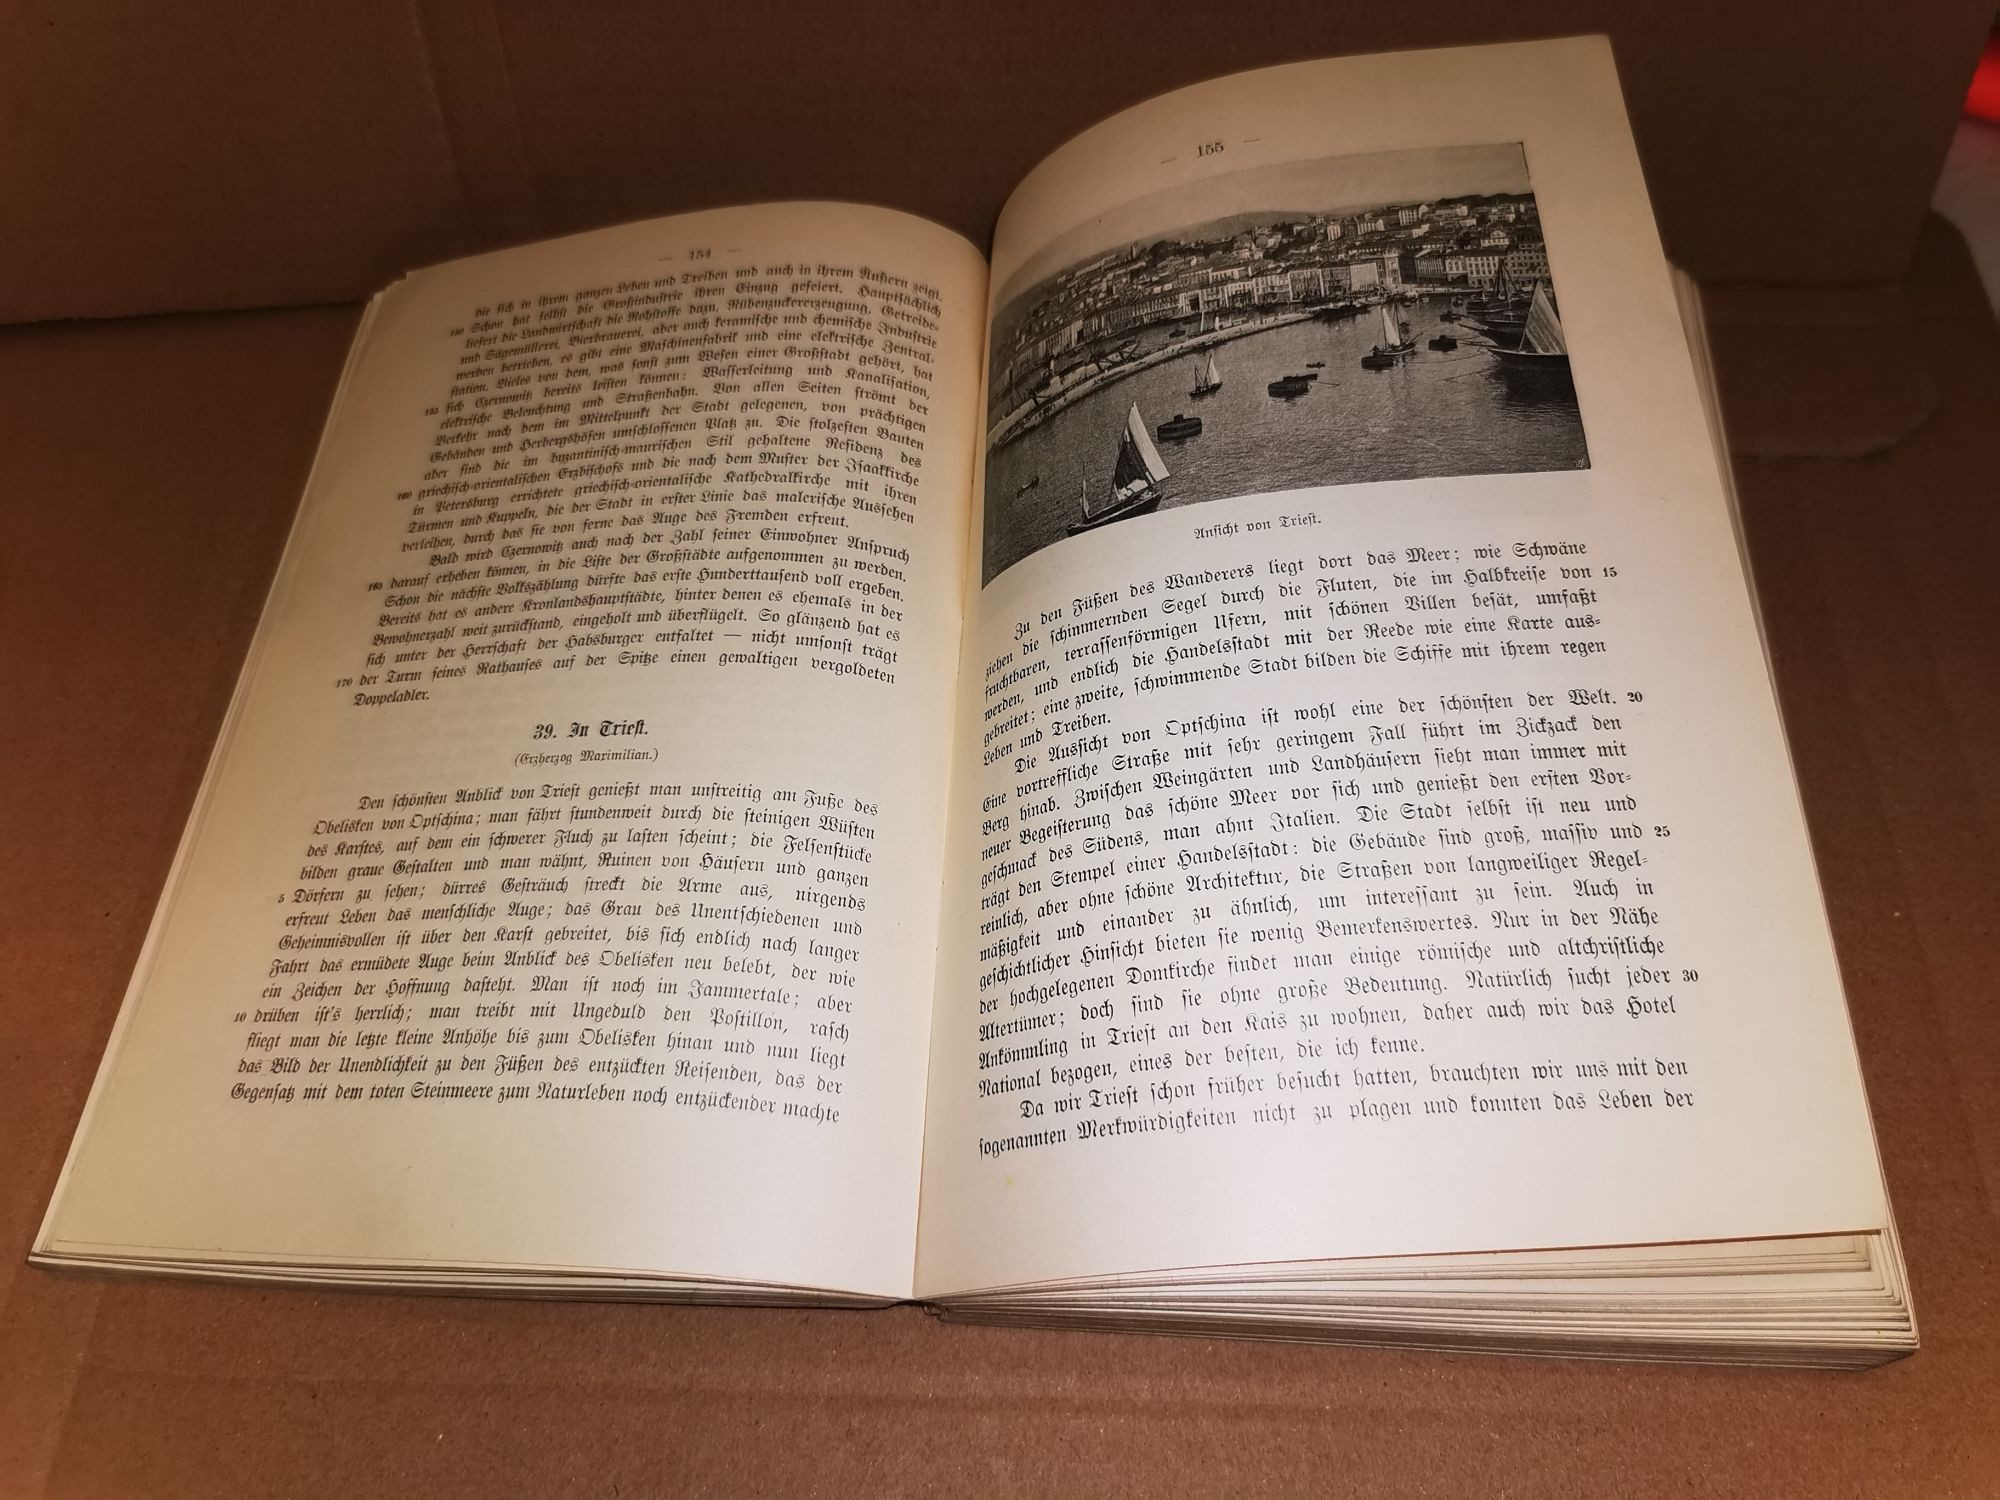 — 154 —
die sich in ihrem ganzen Leben und Treiben und auch in ihrem Äußern zeigt.
150 Schon hat selbst die Großindustrie ihren Einzug gefeiert. Hauptsächlich
liefert die Landwirtschaft die Rohstoffe dazu. Rübenzuckererzeugung, Getreide-
und Sägemüllerei, Bierbrauerei, aber auch keramische und chemische Industrie
werden betrieben, es gibt eine Maschinenfabrik und eine elektrische Zentral-
station. Vieles von dem, was sonst zum Wesen einer Großstadt gehört, hat
155 sich Czernowitz bereits leisten können: Wasserleitung und Kanalisation,
elektrische Beleuchtung und Straßenbahn. Von allen Seiten strömt der
Verkehr nach dem im Mittelpunkt der Stadt gelegenen, von prächtigen
Gebäuden und Herbergshöfen umschlossenen Platz zu. Die stolzesten Bauten
aber sind die im byzantinisch-maurischen Stil gehaltene Residenz des
160 griechisch-orientalischen Erzbischofs und die nach dem Muster der Isaakkirche
in Petersburg errichtete griechisch-orientalische Kathedralkirche mit ihren
Türmen und Kuppeln, die der Stadt in erster Linie das malerische Aussehen
verleihen, durch das sie von ferne das Auge des Fremden erfreut.
Bald wird Czernowitz auch nach der Zahl seiner Einwohner Anspruch
165 darauf erheben können, in die Liste der Großstädte aufgenommen zu werden.
Schon die nächste Volkszählung dürfte das erste Hunderttausend voll ergeben.
Bereits hat es andere Kronlandshauptstädte, hinter denen es ehemals in der
Bewohnerzahl weit zurückstand, eingeholt und überflügelt. So glänzend hat es
sich unter der Herrschaft der Habsburger entfaltet — nicht umsonst trägt
170 der Turm seines Rathauses auf der Spitze einen gewaltigen vergoldeten
Doppeladler.
39. In Triest.
(Erzherzog Maximilian.)
Den schönsten Anblick von Triest genießt man unstreitig am Fuße des
Obelisken von Optschina; man fährt stundenweit durch die steinigen Wüsten
des Karstes, auf dem ein schwerer Fluch zu lasten scheint; die Felsenstücke
bilden graue Gestalten und man wähnt, Ruinen von Häusern und ganzen
5 Dörfern zu sehen; dürres Gesträuch streckt die Arme aus, nirgends
erfreut Leben das menschliche Auge; das Grau des Unentschiedenen und
Geheimnisvollen ist über den Karst gebreitet, bis sich endlich nach langer
Fahrt das ermüdete Auge beim Anblick des Obelisken neu belebt, der wie
ein Zeichen der Hoffnung dasteht. Man ist noch im Jammertale; aber
10 drüben ist's herrlich; man treibt mit Ungeduld den Postillon, rasch
fliegt man die letzte kleine Anhöhe bis zum Obelisken hinan und nun liegt
das Bild der Unendlichkeit zu den Füßen des entzückten Reisenden, das der
Gegensatz mit dem toten Steinmeere zum Naturleben noch entzückender machte
— 155 —
Ansicht von Triest.
Zu den Füßen des Wanderers liegt dort das Meer; wie Schwäne
ziehen die schimmernden Segel durch die Fluten, die im Halbkreise von 15
fruchtbaren, terrassenförmigen Ufern, mit schönen Villen besät, umfaßt
werden, und endlich die Handelsstadt mit der Reede wie eine Karte aus-
gebreitet; eine zweite, schwimmende Stadt bilden die Schiffe mit ihrem regen
Leben und Treiben.
Die Aussicht von Optschina ist wohl eine der schönsten der Welt. 20
Eine vortreffliche Straße mit sehr geringem Fall führt im Zickzack den
Berg hinab. Zwischen Weingärten und Landhäusern sieht man immer mit
neuer Begeisterung das schöne Meer vor sich und genießt den ersten Vor-
geschmack des Südens, man ahnt Italien. Die Stadt selbst ist neu und
trägt den Stempel einer Handelsstadt: die Gebäude sind groß, massiv und 25
reinlich, aber ohne schöne Architektur, die Straßen von langweiliger Regel-
mäßigkeit und einander zu ähnlich, um interessant zu sein. Auch in
geschichtlicher Hinsicht bieten sie wenig Bemerkenswertes. Nur in der Nähe
der hochgelegenen Domkirche findet man einige römische und altchristliche
Altertümer; doch sind sie ohne große Bedeutung. Natürlich sucht jeder 30
Ankömmling in Triest an den Kais zu wohnen, daher auch wir das Hotel
National bezogen, eines der besten, die ich kenne.
Da wir Triest schon früher besucht hatten, brauchten wir uns mit den
sogenannten Merkwürdigkeiten nicht zu plagen und konnten das Leben der